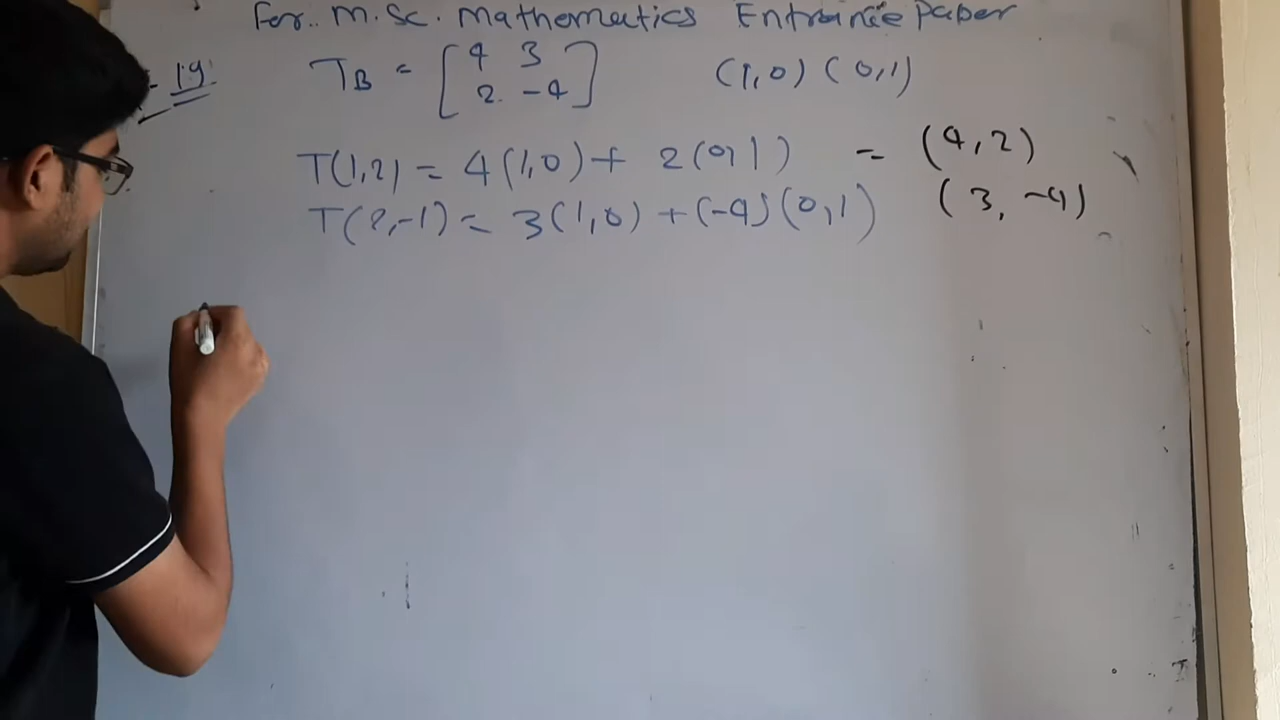 For.. M.Sc. Mathematics Entrance Paper
- 19. T_B = [4 3 (1,0) (0,1)
2. -4]
T(1,2) = 4(1,0) + 2(0,1) = (4,2)
T(2,-1) = 3(1,0) + (-4)(0,1) (3, -4)